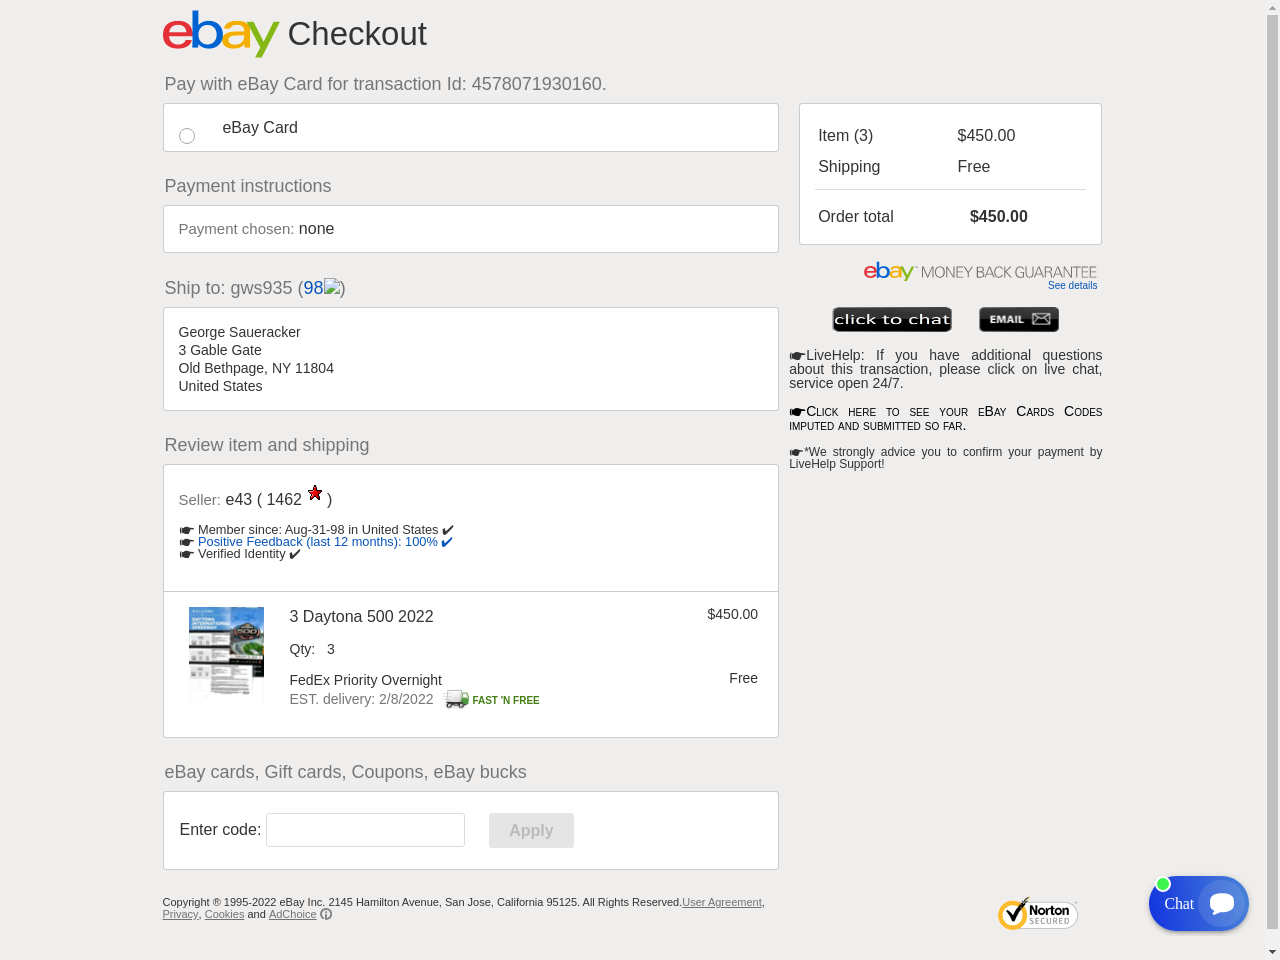 ebay Checkout
Pay with eBay Card for transaction Id: 4578071930160.
eBay Card
Payment instructions
Payment chosen: none
Ship to: gws935 (98)
George Saueracker
3 Gable Gate
Old Bethpage, NY 11804
United States
Review item and shipping
Seller: e43 ( 1462 )
☛ Member since: Aug-31-98 in United States ✔
☛ Positive Feedback (last 12 months): 100% ✔
☛ Verified Identity ✔
3 Daytona 500 2022 $450.00
Qty: 3
FedEx Priority Overnight Free
EST. delivery: 2/8/2022 FAST 'N FREE
eBay cards, Gift cards, Coupons, eBay bucks
Enter code: Apply
Item (3) $450.00
Shipping Free
Order total $450.00
ebay MONEY BACK GUARANTEE
See details
click to chat EMAIL
☛LiveHelp: If you have additional questions
about this transaction, please click on live chat,
service open 24/7.
☛Click here to see your eBay Cards Codes
imputed and submitted so far.
☛*We strongly advice you to confirm your payment by
LiveHelp Support!
Copyright ® 1995-2022 eBay Inc. 2145 Hamilton Avenue, San Jose, California 95125. All Rights Reserved.User Agreement,
Privacy, Cookies and AdChoice
Norton
SECURED
Chat